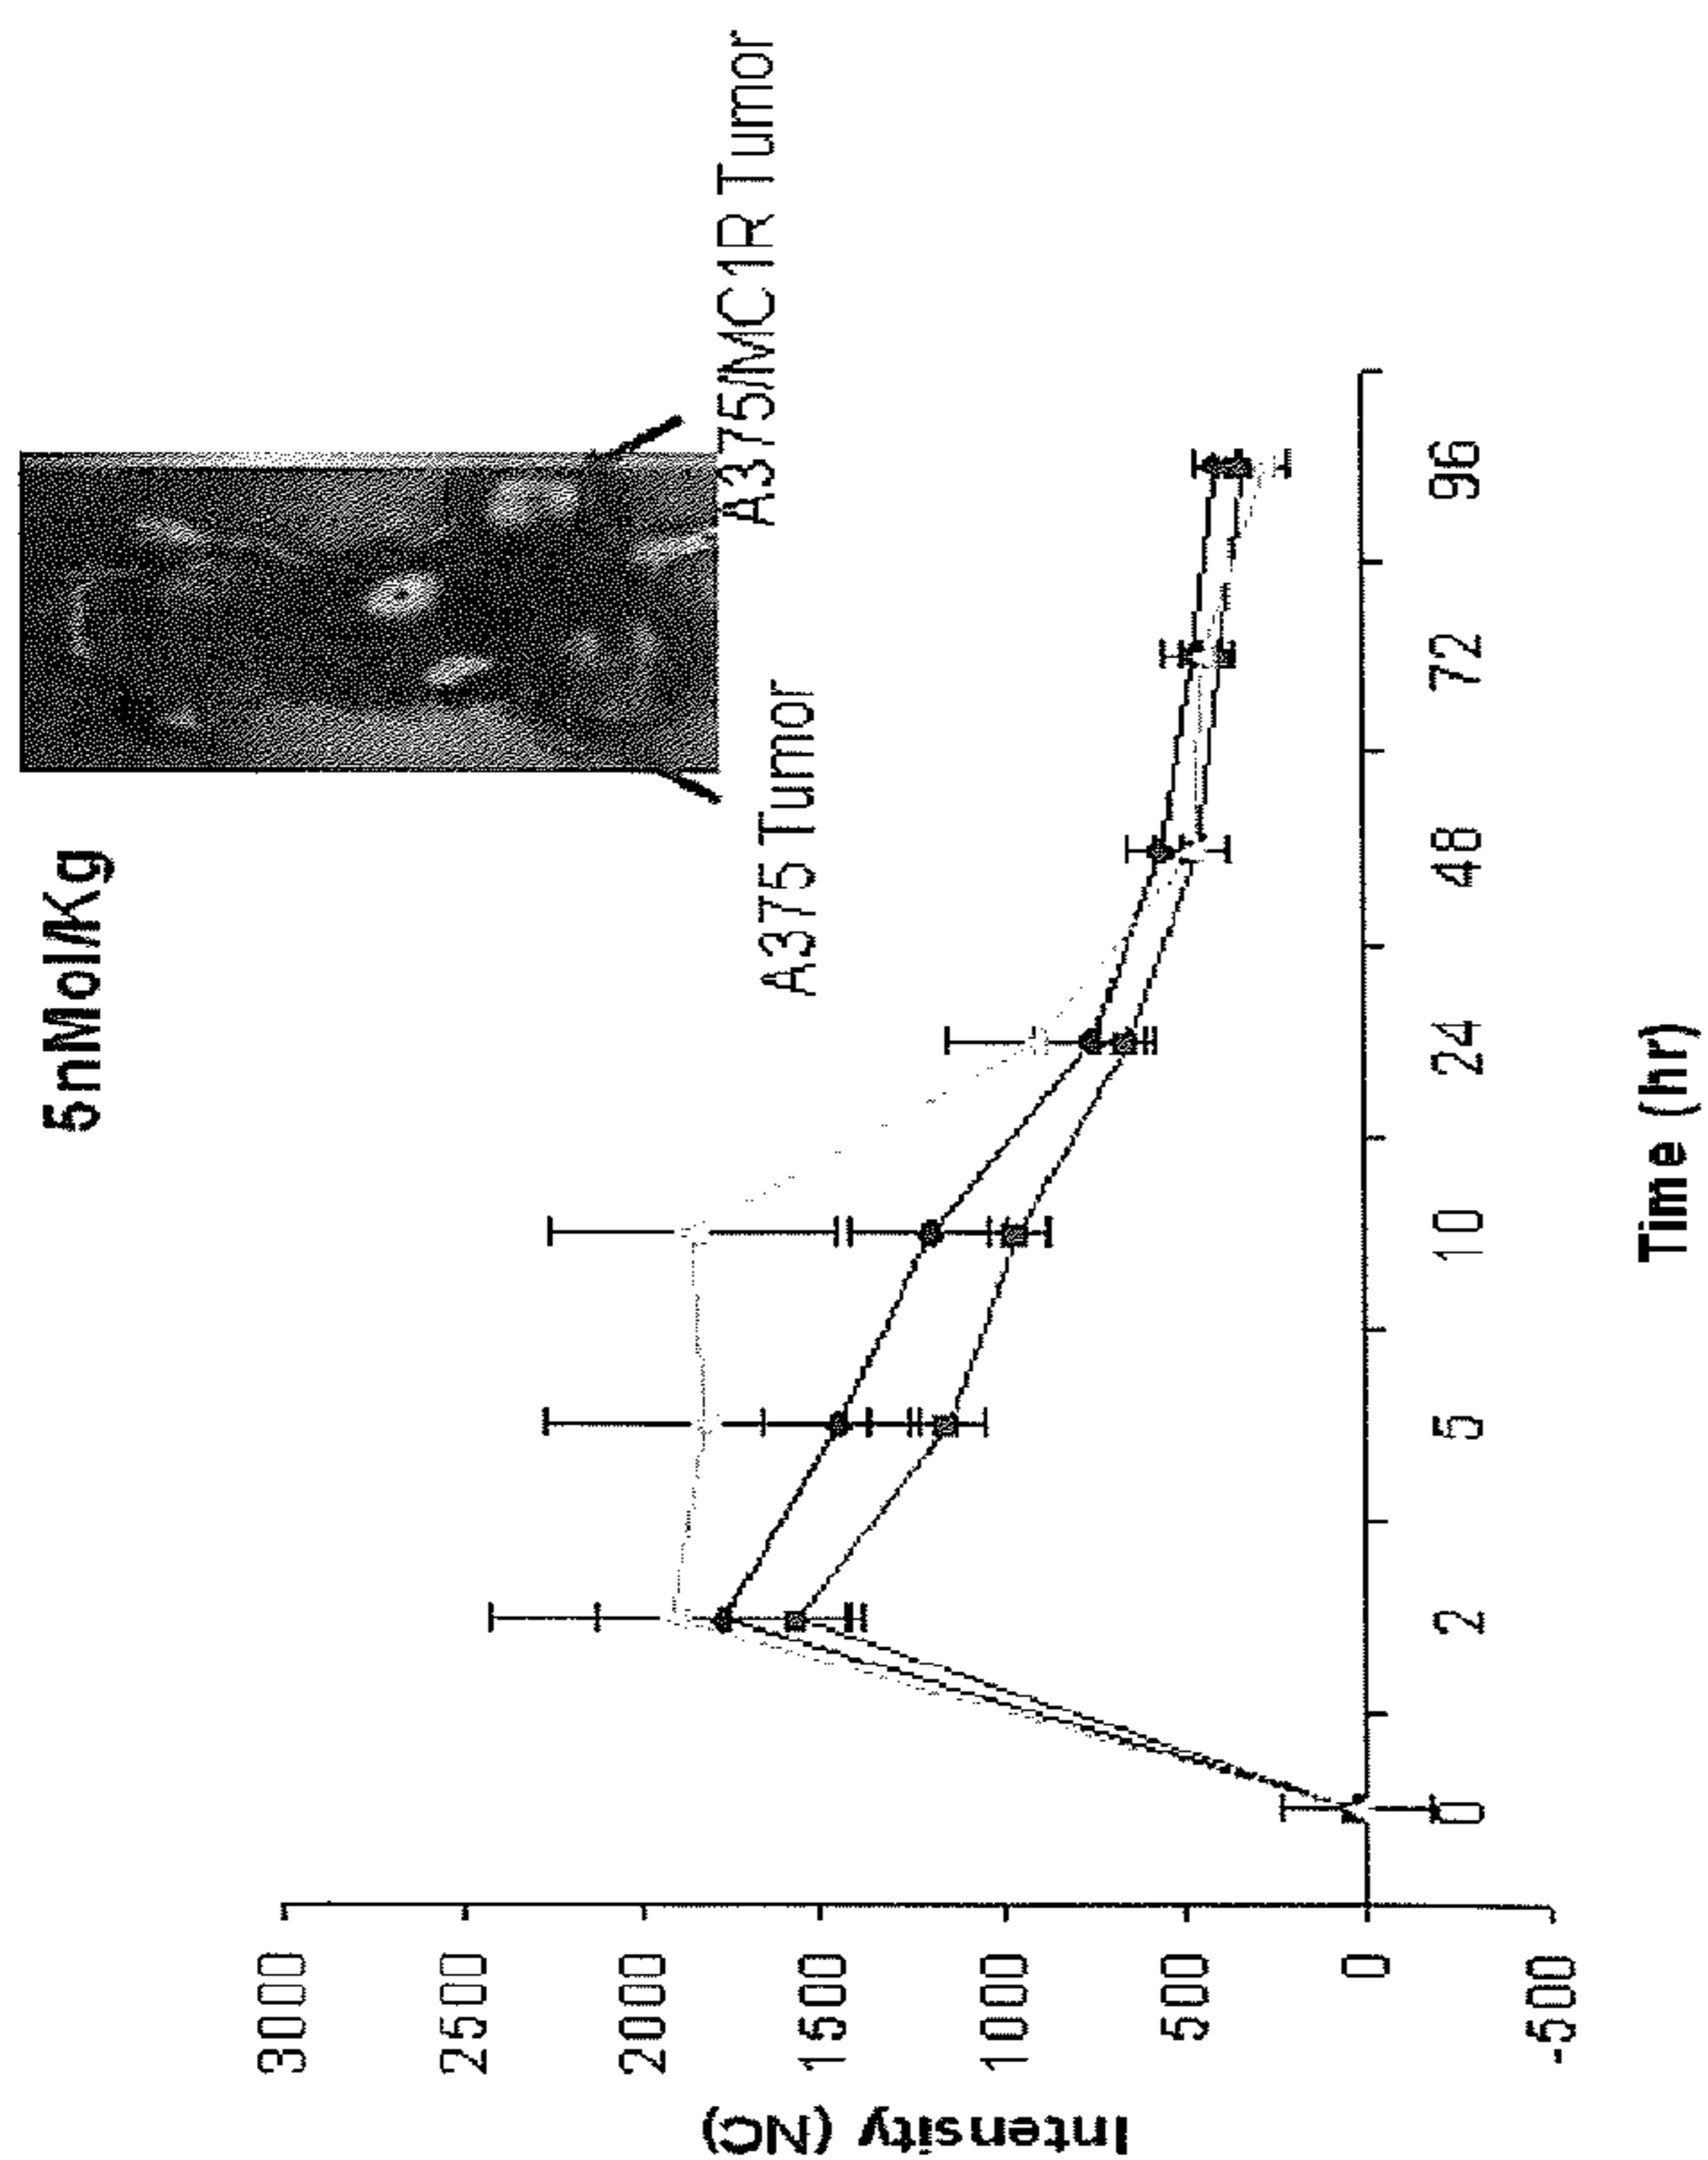 5nMol/Kg
A375 Tumor
A375/MC1R Tumor
3000
2500
2000
1500
1000
500
0
-500
Intensity (NC)
0 2 5 10 24 48 72 96
Time (hr)